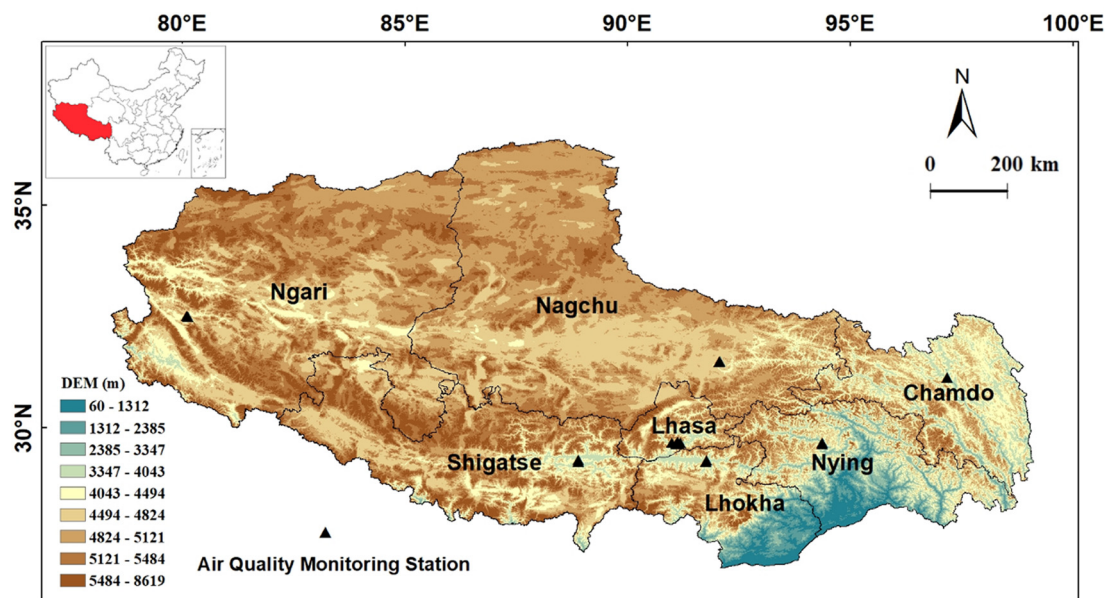 80°E 85°E 90°E 95°E 100°E
N
0 200 km
35°N
30°N
Ngari
Nagchu
Chamdo
Lhasa
Shigatse
Nying
Lhokha
DEM (m)
60 - 1312
1312 - 2385
2385 - 3347
3347 - 4043
4043 - 4494
4494 - 4824
4824 - 5121
5121 - 5484
5484 - 8619
Air Quality Monitoring Station